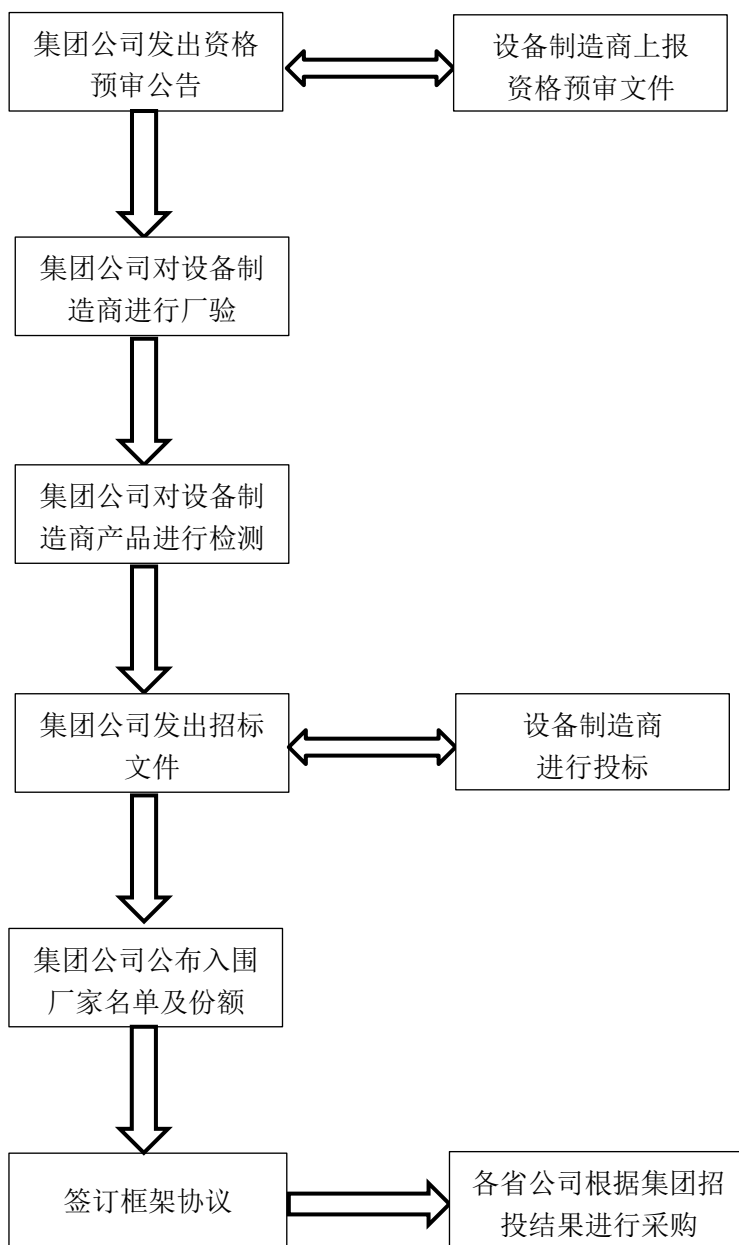 集团公司发出资格
预审公告
设备制造商上报
资格预审文件
集团公司对设备制
造商进行厂验
集团公司对设备制
造商产品进行检测
集团公司发出招标
文件
设备制造商
进行投标
集团公司公布入围
厂家名单及份额
签订框架协议
各省公司根据集团招
投结果进行采购